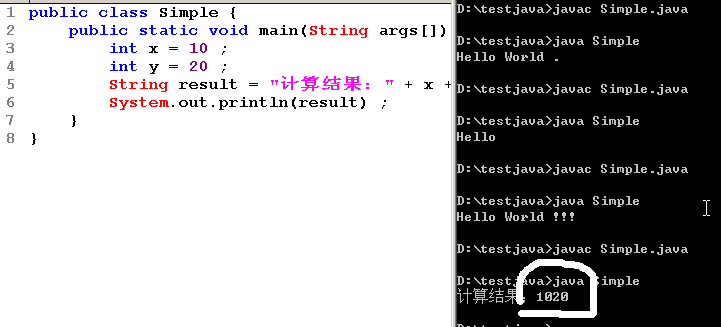 1 public class Simple {
2 public static void main(String args[])
3 int x = 10 ;
4 int y = 20 ;
5 String result = "计算结果：" + x +
6 System.out.println(result) ;
7 }
8 }
D:\testjava>javac Simple.java
D:\testjava>java Simple
Hello World .
D:\testjava>javac Simple.java
D:\testjava>java Simple
Hello
D:\testjava>javac Simple.java
D:\testjava>java Simple
Hello World !!!
D:\testjava>javac Simple.java
D:\testjava>java Simple
计算结果：1020
D:\testjava>